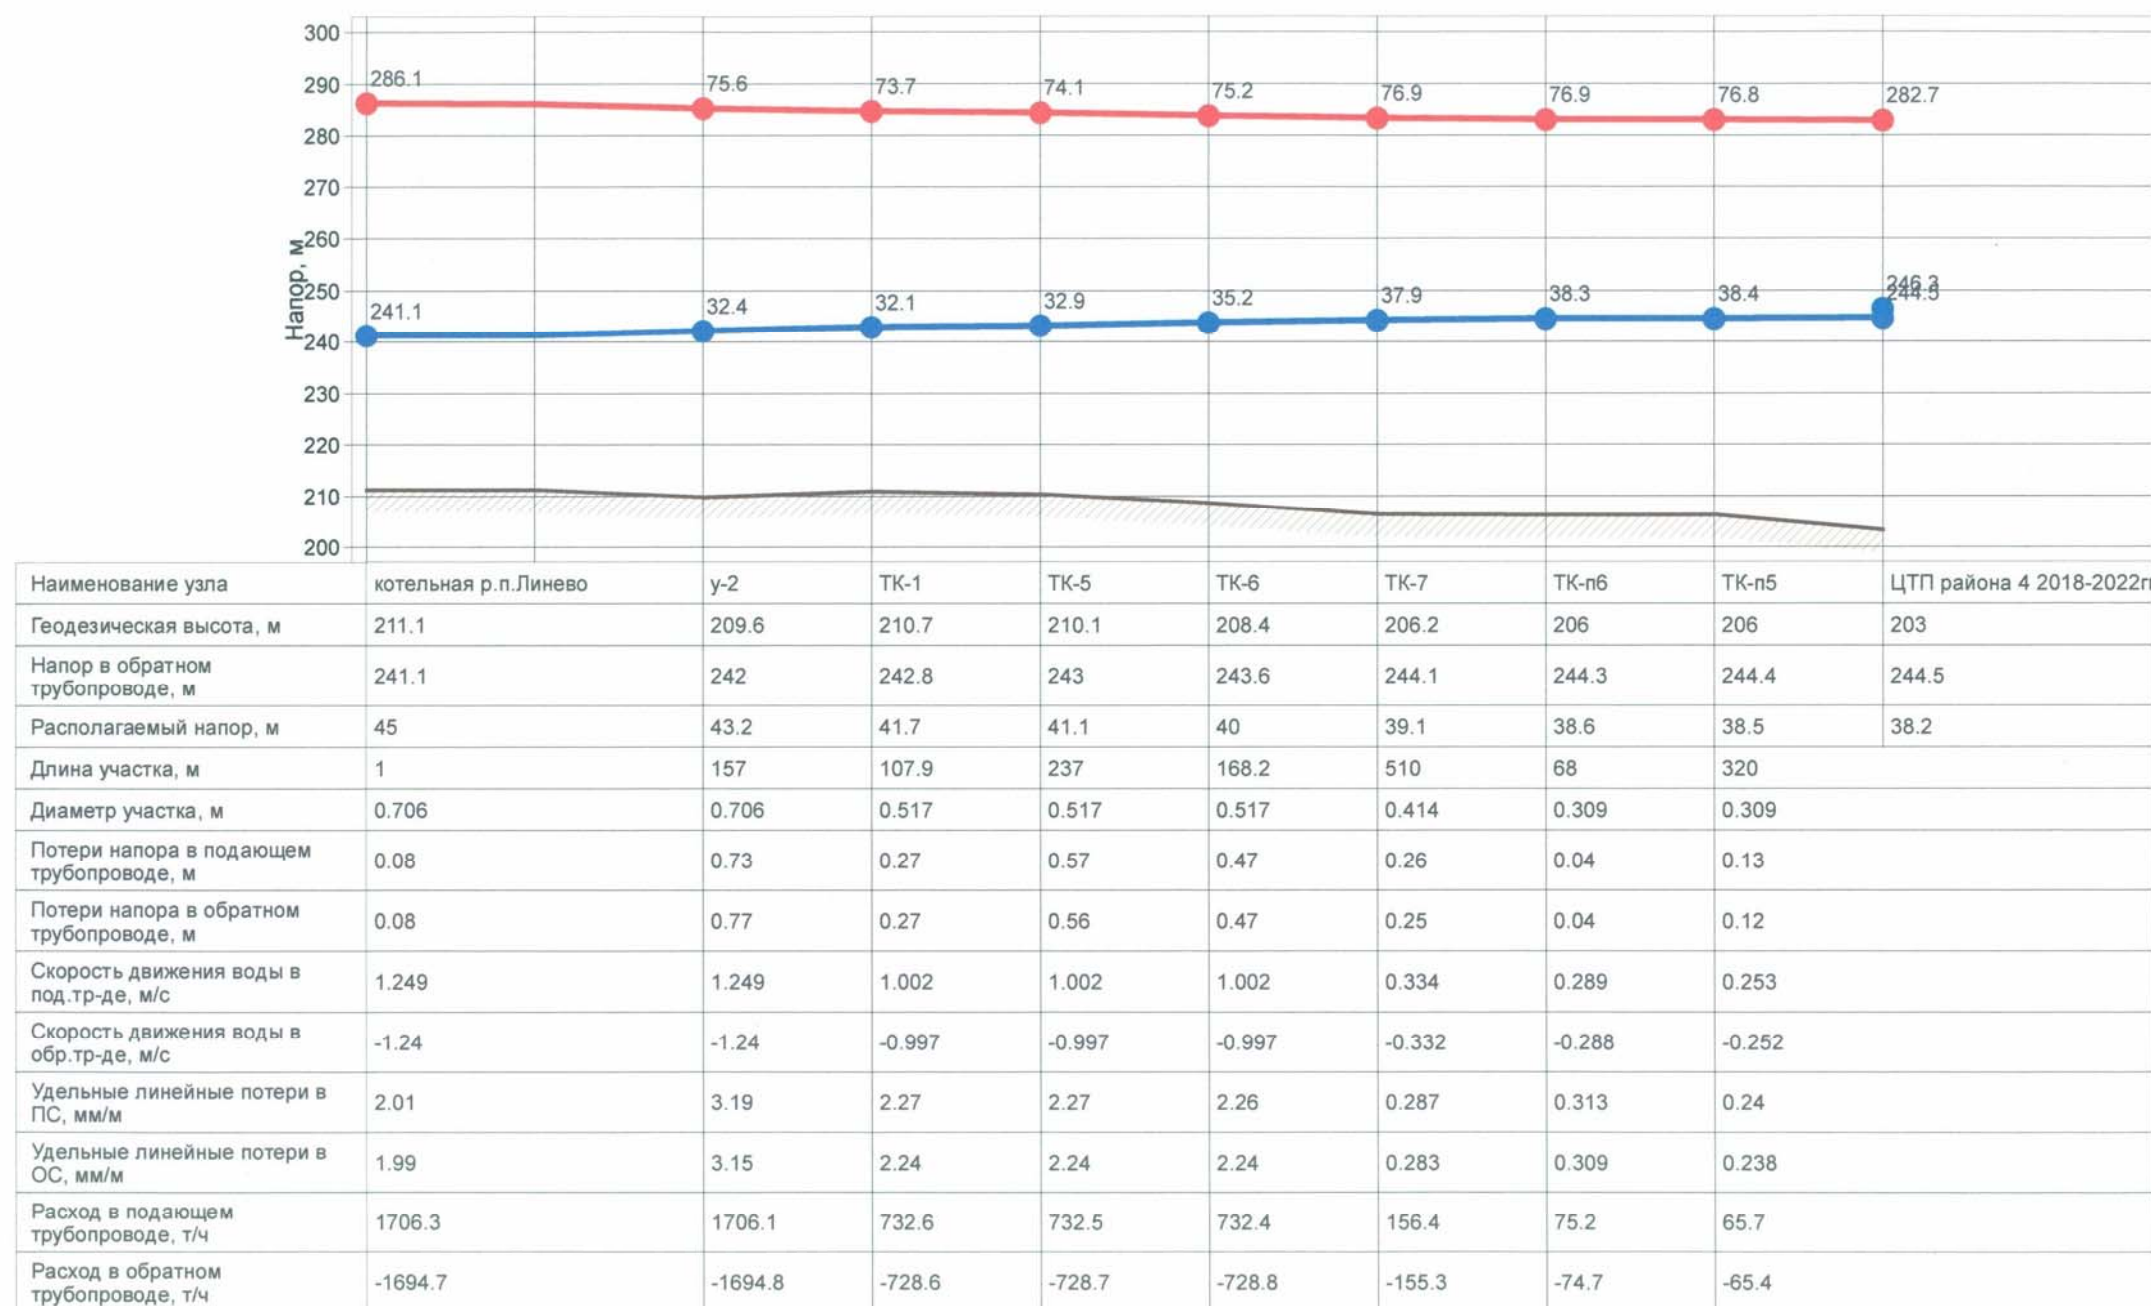 300
290
280
270
260
250
240
230
220
210
200
Напор, м
286.1 75.6 73.7 74.1 75.2 76.9 76.9 76.8 282.7
241.1 32.4 32.1 32.9 35.2 37.9 38.3 38.4 246.3
244.5
Наименование узла котельная р.п.Линево у-2 ТК-1 ТК-5 ТК-6 ТК-7 ТК-п6 ТК-п5 ЦТП района 4 2018-2022гг
Геодезическая высота, м 211.1 209.6 210.7 210.1 208.4 206.2 206 206 203
Напор в обратном
трубопроводе, м 241.1 242 242.8 243 243.6 244.1 244.3 244.4 244.5
Располагаемый напор, м 45 43.2 41.7 41.1 40 39.1 38.6 38.5 38.2
Длина участка, м 1 157 107.9 237 168.2 510 68 320
Диаметр участка, м 0.706 0.706 0.517 0.517 0.517 0.414 0.309 0.309
Потери напора в подающем
трубопроводе, м 0.08 0.73 0.27 0.57 0.47 0.26 0.04 0.13
Потери напора в обратном
трубопроводе, м 0.08 0.77 0.27 0.56 0.47 0.25 0.04 0.12
Скорость движения воды в
под.тр-де, м/с 1.249 1.249 1.002 1.002 1.002 0.334 0.289 0.253
Скорость движения воды в
обр.тр-де, м/с -1.24 -1.24 -0.997 -0.997 -0.997 -0.332 -0.288 -0.252
Удельные линейные потери в
ПС, мм/м 2.01 3.19 2.27 2.27 2.26 0.287 0.313 0.24
Удельные линейные потери в
ОС, мм/м 1.99 3.15 2.24 2.24 2.24 0.283 0.309 0.238
Расход в подающем
трубопроводе, т/ч 1706.3 1706.1 732.6 732.5 732.4 156.4 75.2 65.7
Расход в обратном
трубопроводе, т/ч -1694.7 -1694.8 -728.6 -728.7 -728.8 -155.3 -74.7 -65.4